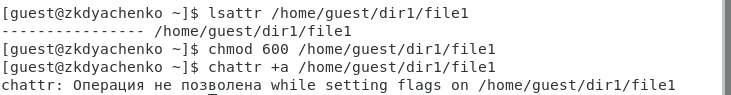 [guest@zkdyachenko ~]$ lsattr /home/guest/dir1/file1
---------------- /home/guest/dir1/file1
[guest@zkdyachenko ~]$ chmod 600 /home/guest/dir1/file1
[guest@zkdyachenko ~]$ chattr +a /home/guest/dir1/file1
chattr: Операция не позволена while setting flags on /home/guest/dir1/file1